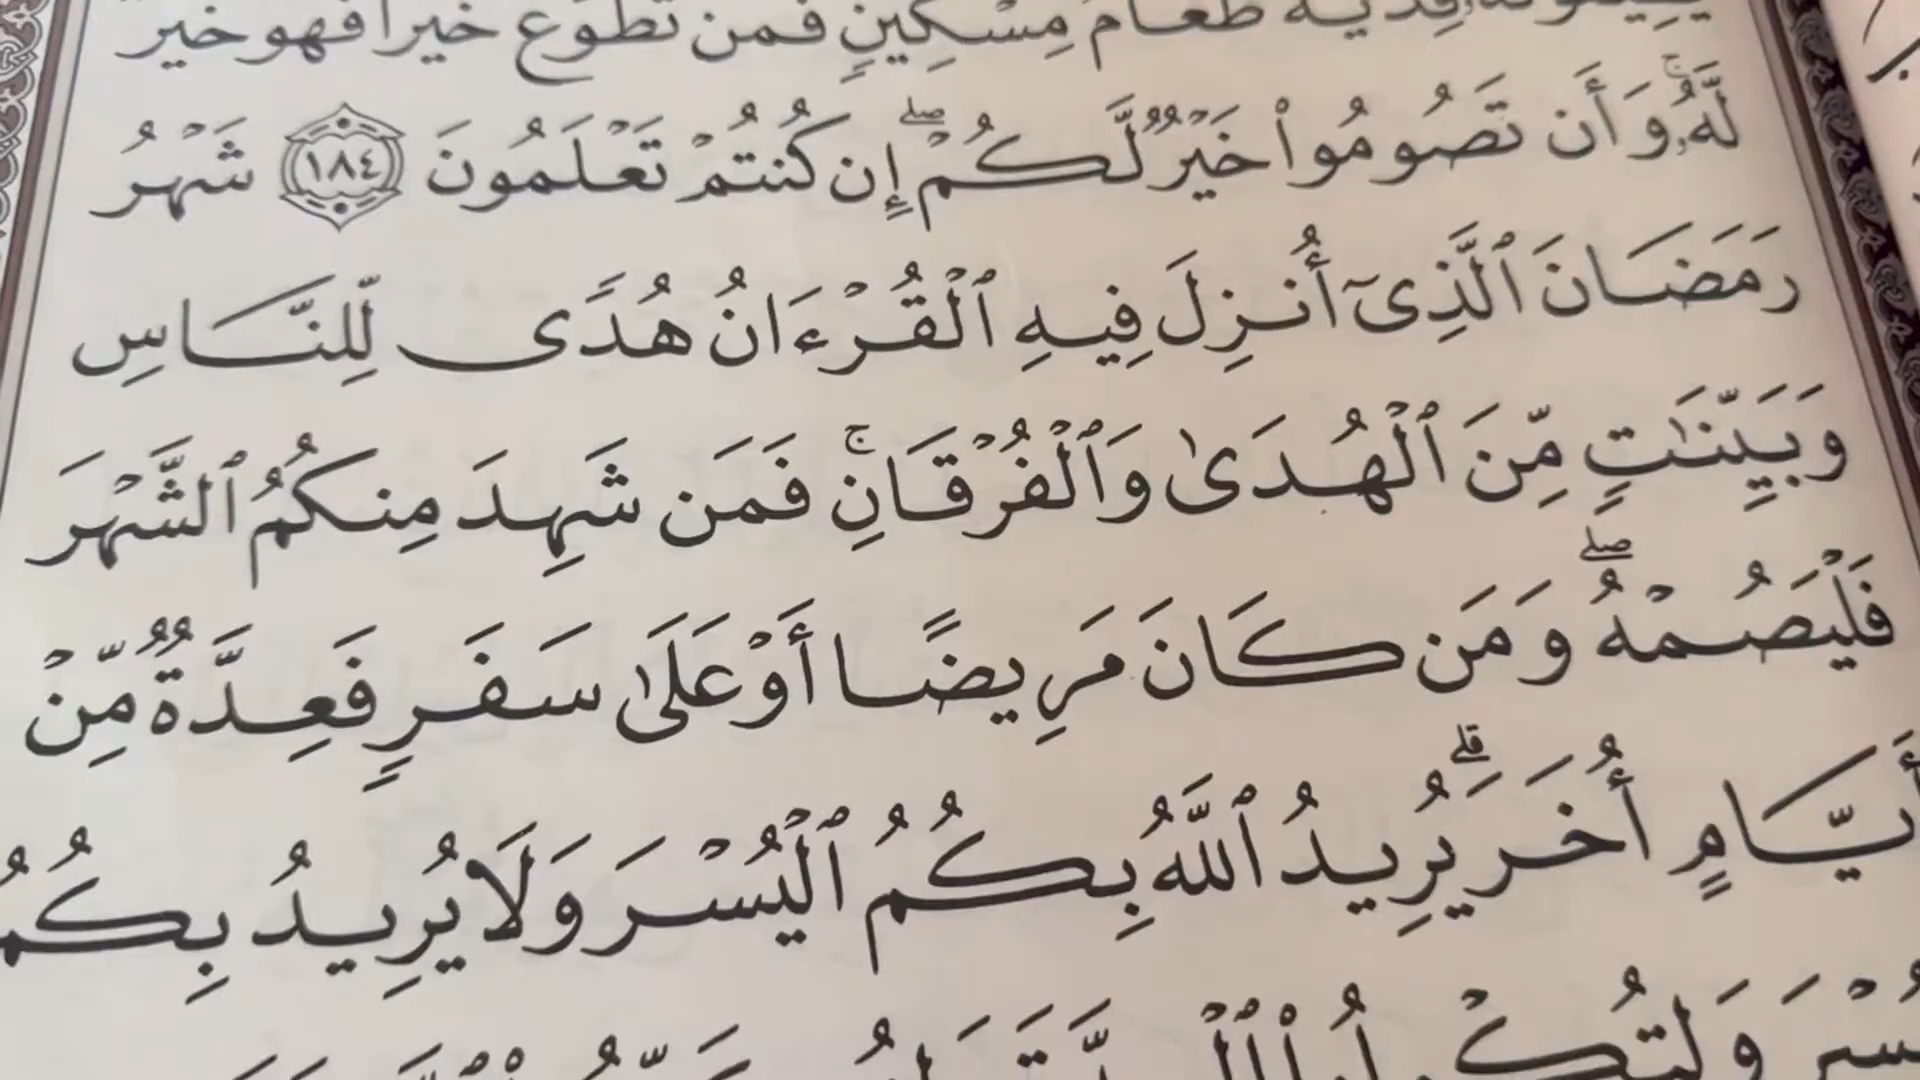 فِدْيَةٌ طَعَامُ مِسْكِينٍ فَمَن تَطَوَّعَ خَيْرًا فَهُوَ خَيْرٌ
لَّهُۥۚ وَأَن تَصُومُوا۟ خَيْرٌ لَّكُمْۖ إِن كُنتُمْ تَعْلَمُونَ ١٨٤ شَهْرُ
رَمَضَانَ ٱلَّذِىٓ أُنزِلَ فِيهِ ٱلْقُرْءَانُ هُدًى لِّلنَّاسِ
وَبَيِّنَـٰتٍ مِّنَ ٱلْهُدَىٰ وَٱلْفُرْقَانِۚ فَمَن شَهِدَ مِنكُمُ ٱلشَّهْرَ
فَلْيَصُمْهُۖ وَمَن كَانَ مَرِيضًا أَوْ عَلَىٰ سَفَرٍ فَعِدَّةٌ مِّنْ
أَيَّامٍ أُخَرَۗ يُرِيدُ ٱللَّهُ بِكُمُ ٱلْيُسْرَ وَلَا يُرِيدُ بِكُمُ